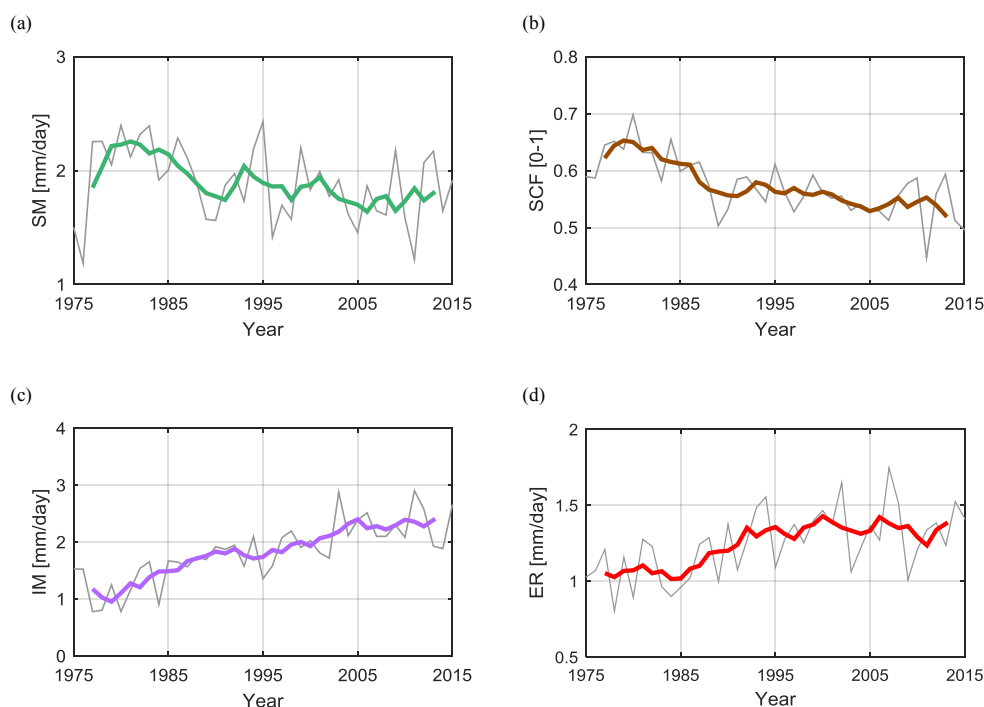 (a)
3
2
1
SM [mm/day]
1975 1985 1995 2005 2015
Year
(b)
0.8
0.7
0.6
0.5
0.4
SCF [0-1]
1975 1985 1995 2005 2015
Year
(c)
4
3
2
1
0
IM [mm/day]
1975 1985 1995 2005 2015
Year
(d)
2
1.5
1
0.5
ER [mm/day]
1975 1985 1995 2005 2015
Year